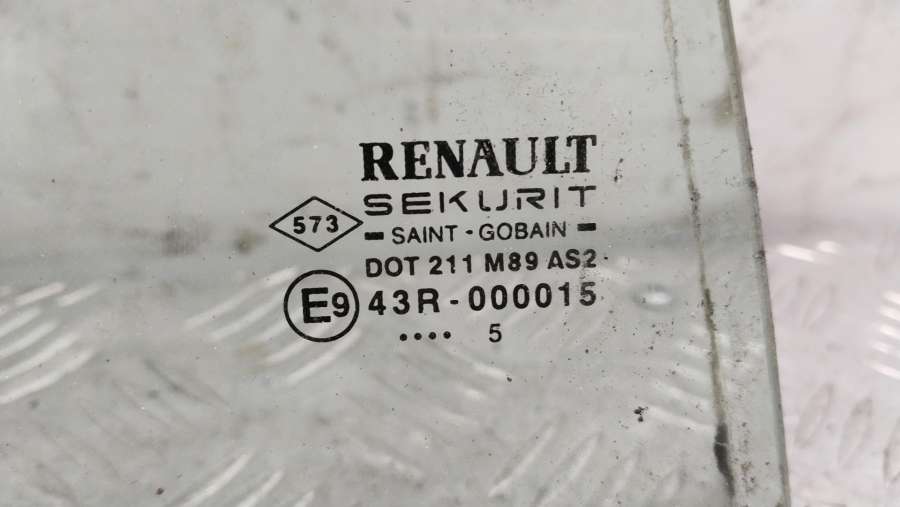 RENAULT
SEKURIT
573
SAINT-GOBAIN
DOT 211 M89 AS2
E9 43R-000015
.... 5